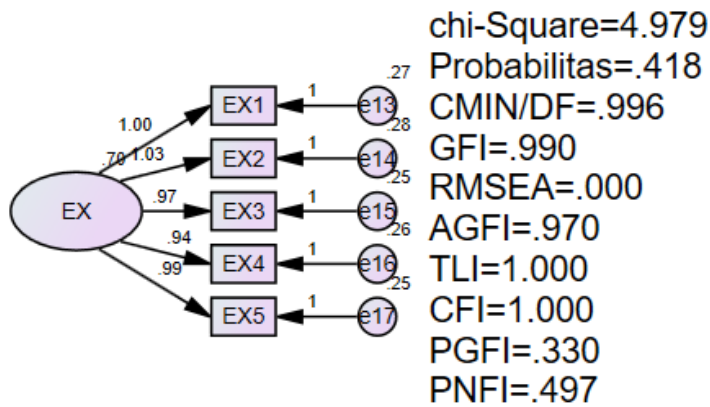 chi-Square=4.979
Probabilitas=.418
CMIN/DF=.996
GFI=.990
RMSEA=.000
AGFI=.970
TLI=1.000
CFI=1.000
PGFI=.330
PNFI=.497
EX
.70
1.00
EX1
1
e13
.27
1.03
EX2
1
e14
.28
.97
EX3
1
e15
.25
.94
EX4
1
e16
.26
.99
EX5
1
e17
.25